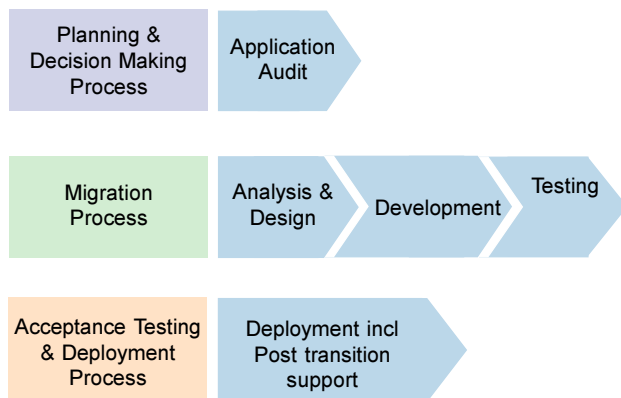 Planning &
Decision Making
Process
Application
Audit
Migration
Process
Analysis &
Design
Development
Testing
Acceptance Testing
& Deployment
Process
Deployment incl
Post transition
support